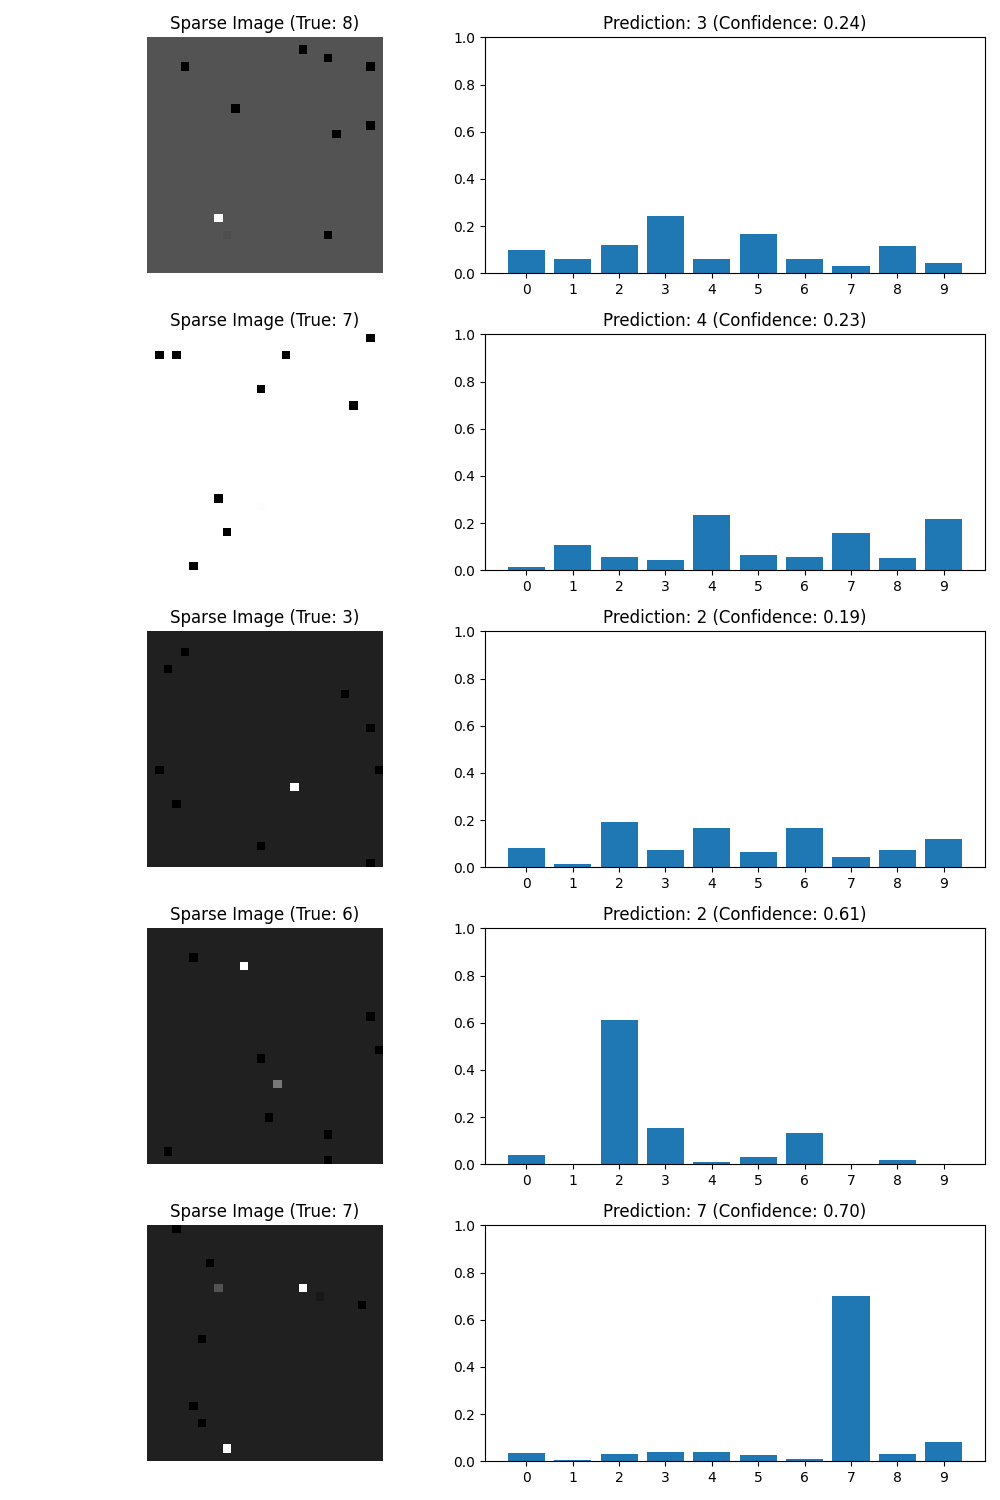 Sparse Image (True: 8)
Prediction: 3 (Confidence: 0.24)
1.0
0.8
0.6
0.4
0.2
0.0
0 1 2 3 4 5 6 7 8 9
Sparse Image (True: 7)
Prediction: 4 (Confidence: 0.23)
1.0
0.8
0.6
0.4
0.2
0.0
0 1 2 3 4 5 6 7 8 9
Sparse Image (True: 3)
Prediction: 2 (Confidence: 0.19)
1.0
0.8
0.6
0.4
0.2
0.0
0 1 2 3 4 5 6 7 8 9
Sparse Image (True: 6)
Prediction: 2 (Confidence: 0.61)
1.0
0.8
0.6
0.4
0.2
0.0
0 1 2 3 4 5 6 7 8 9
Sparse Image (True: 7)
Prediction: 7 (Confidence: 0.70)
1.0
0.8
0.6
0.4
0.2
0.0
0 1 2 3 4 5 6 7 8 9